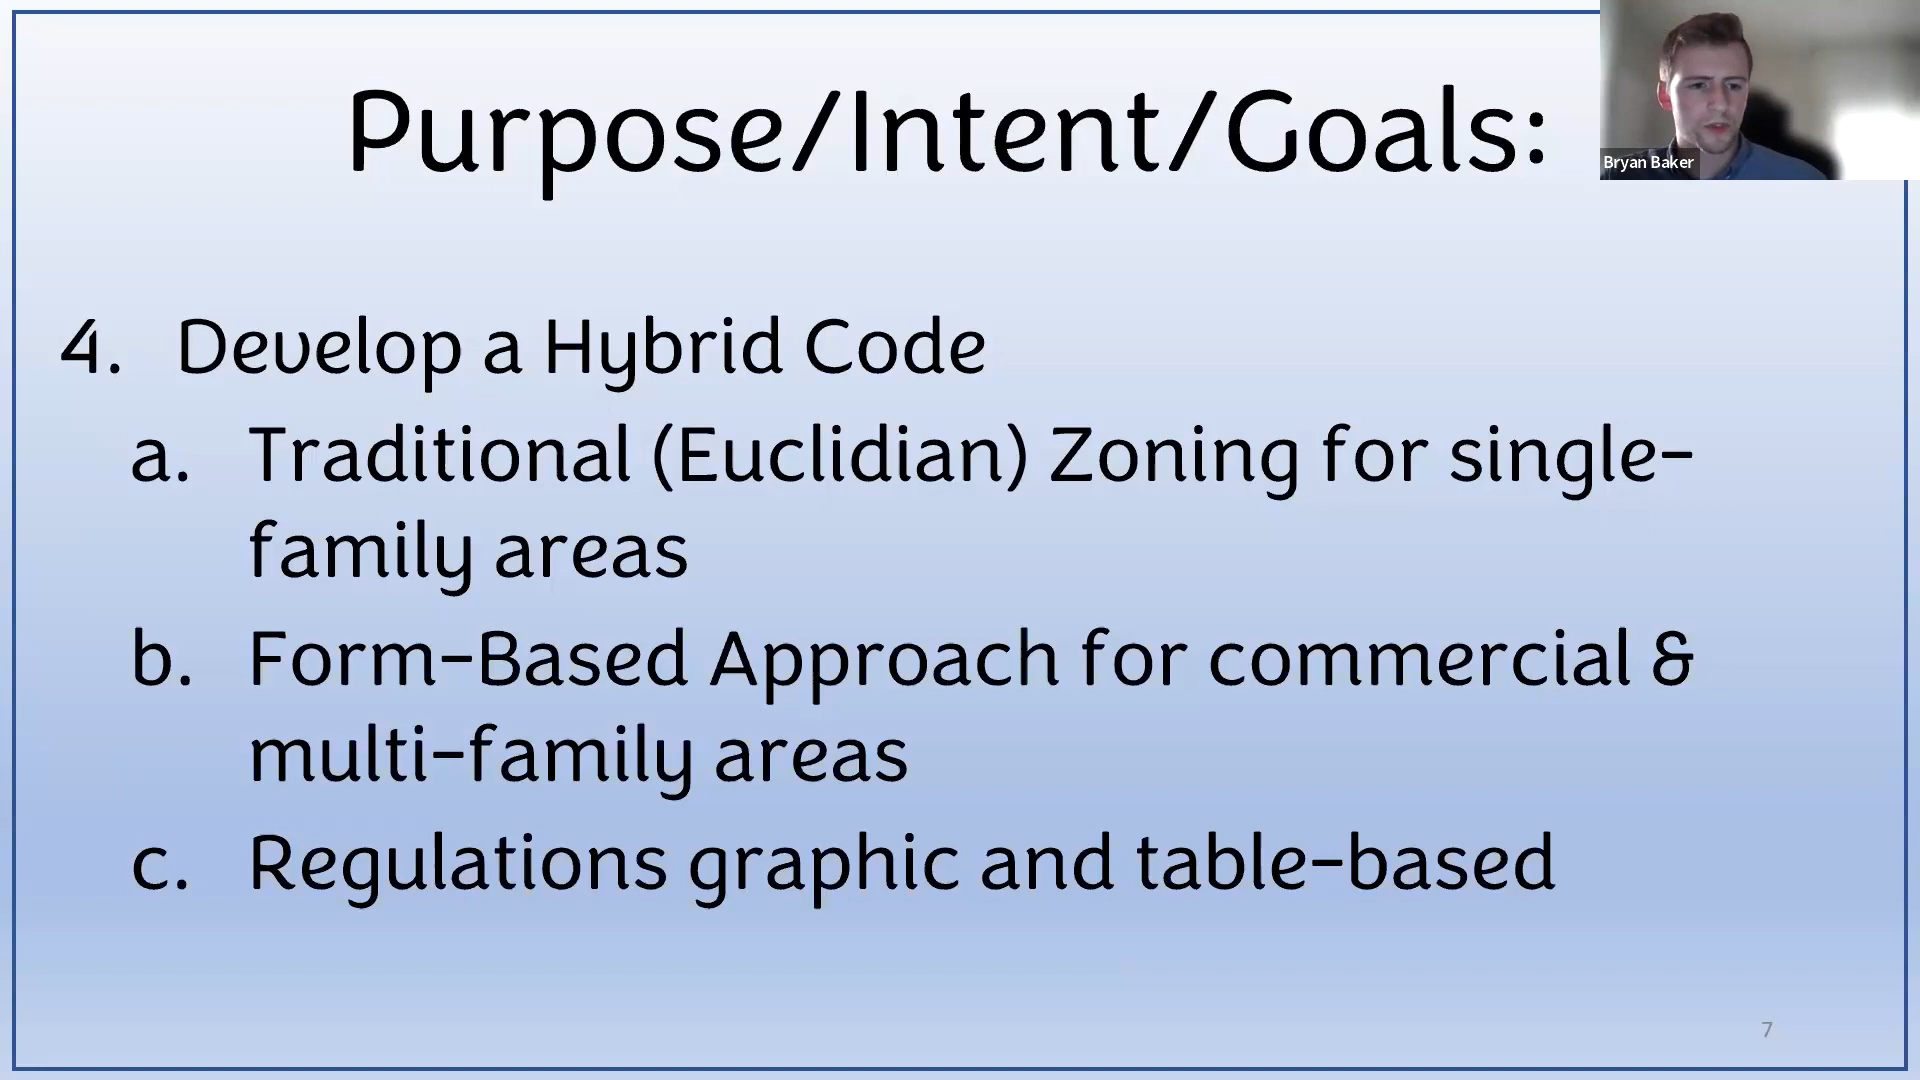 Purpose/Intent/Goals:
Bryan Baker
4. Develop a Hybrid Code
a. Traditional (Euclidian) Zoning for single-
family areas
b. Form-Based Approach for commercial &
multi-family areas
c. Regulations graphic and table-based
7